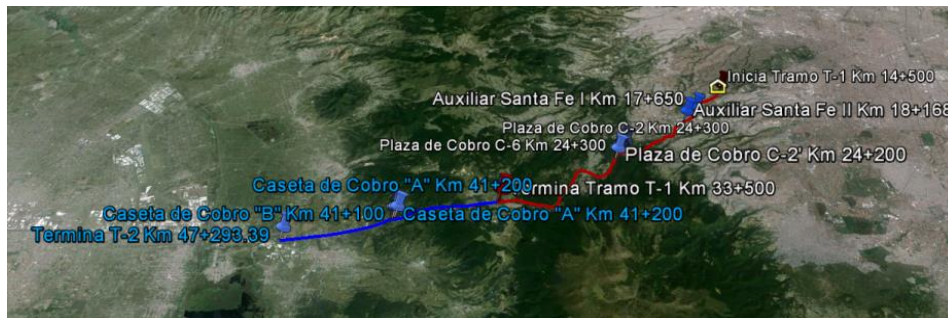 Inicia Tramo T-1 Km 14+500
Auxiliar Santa Fe I Km 17+650
Auxiliar Santa Fe II Km 18+168
Plaza de Cobro C-2 Km 24+300
Plaza de Cobro C-6 Km 24+300
Plaza de Cobro C-2' Km 24+200
Caseta de Cobro "A" Km 41+200
Termina Tramo T-1 Km 33+500
Caseta de Cobro "B" Km 41+100
Caseta de Cobro "A" Km 41+200
Termina T-2 Km 47+293.39